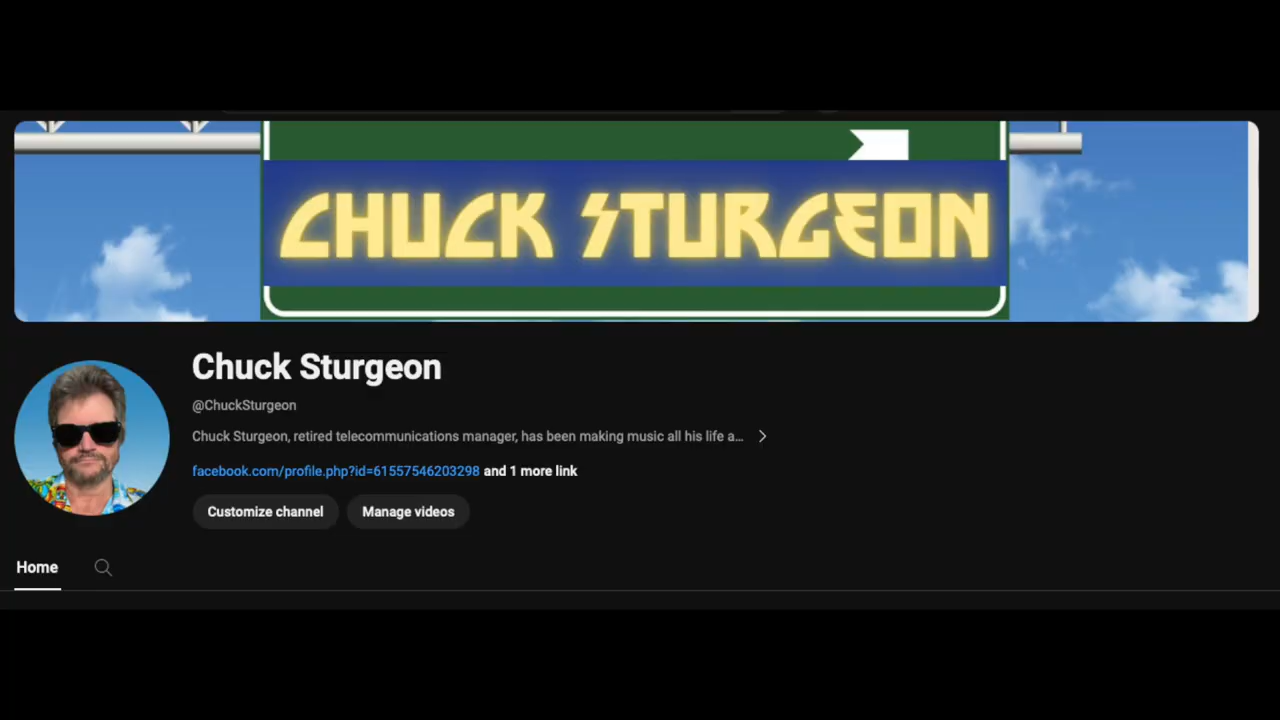 CHUCK STURGEON
Chuck Sturgeon
@ChuckSturgeon
Chuck Sturgeon, retired telecommunications manager, has been making music all his life a...
facebook.com/profile.php?id=61557546203298 and 1 more link
Customize channel Manage videos
Home